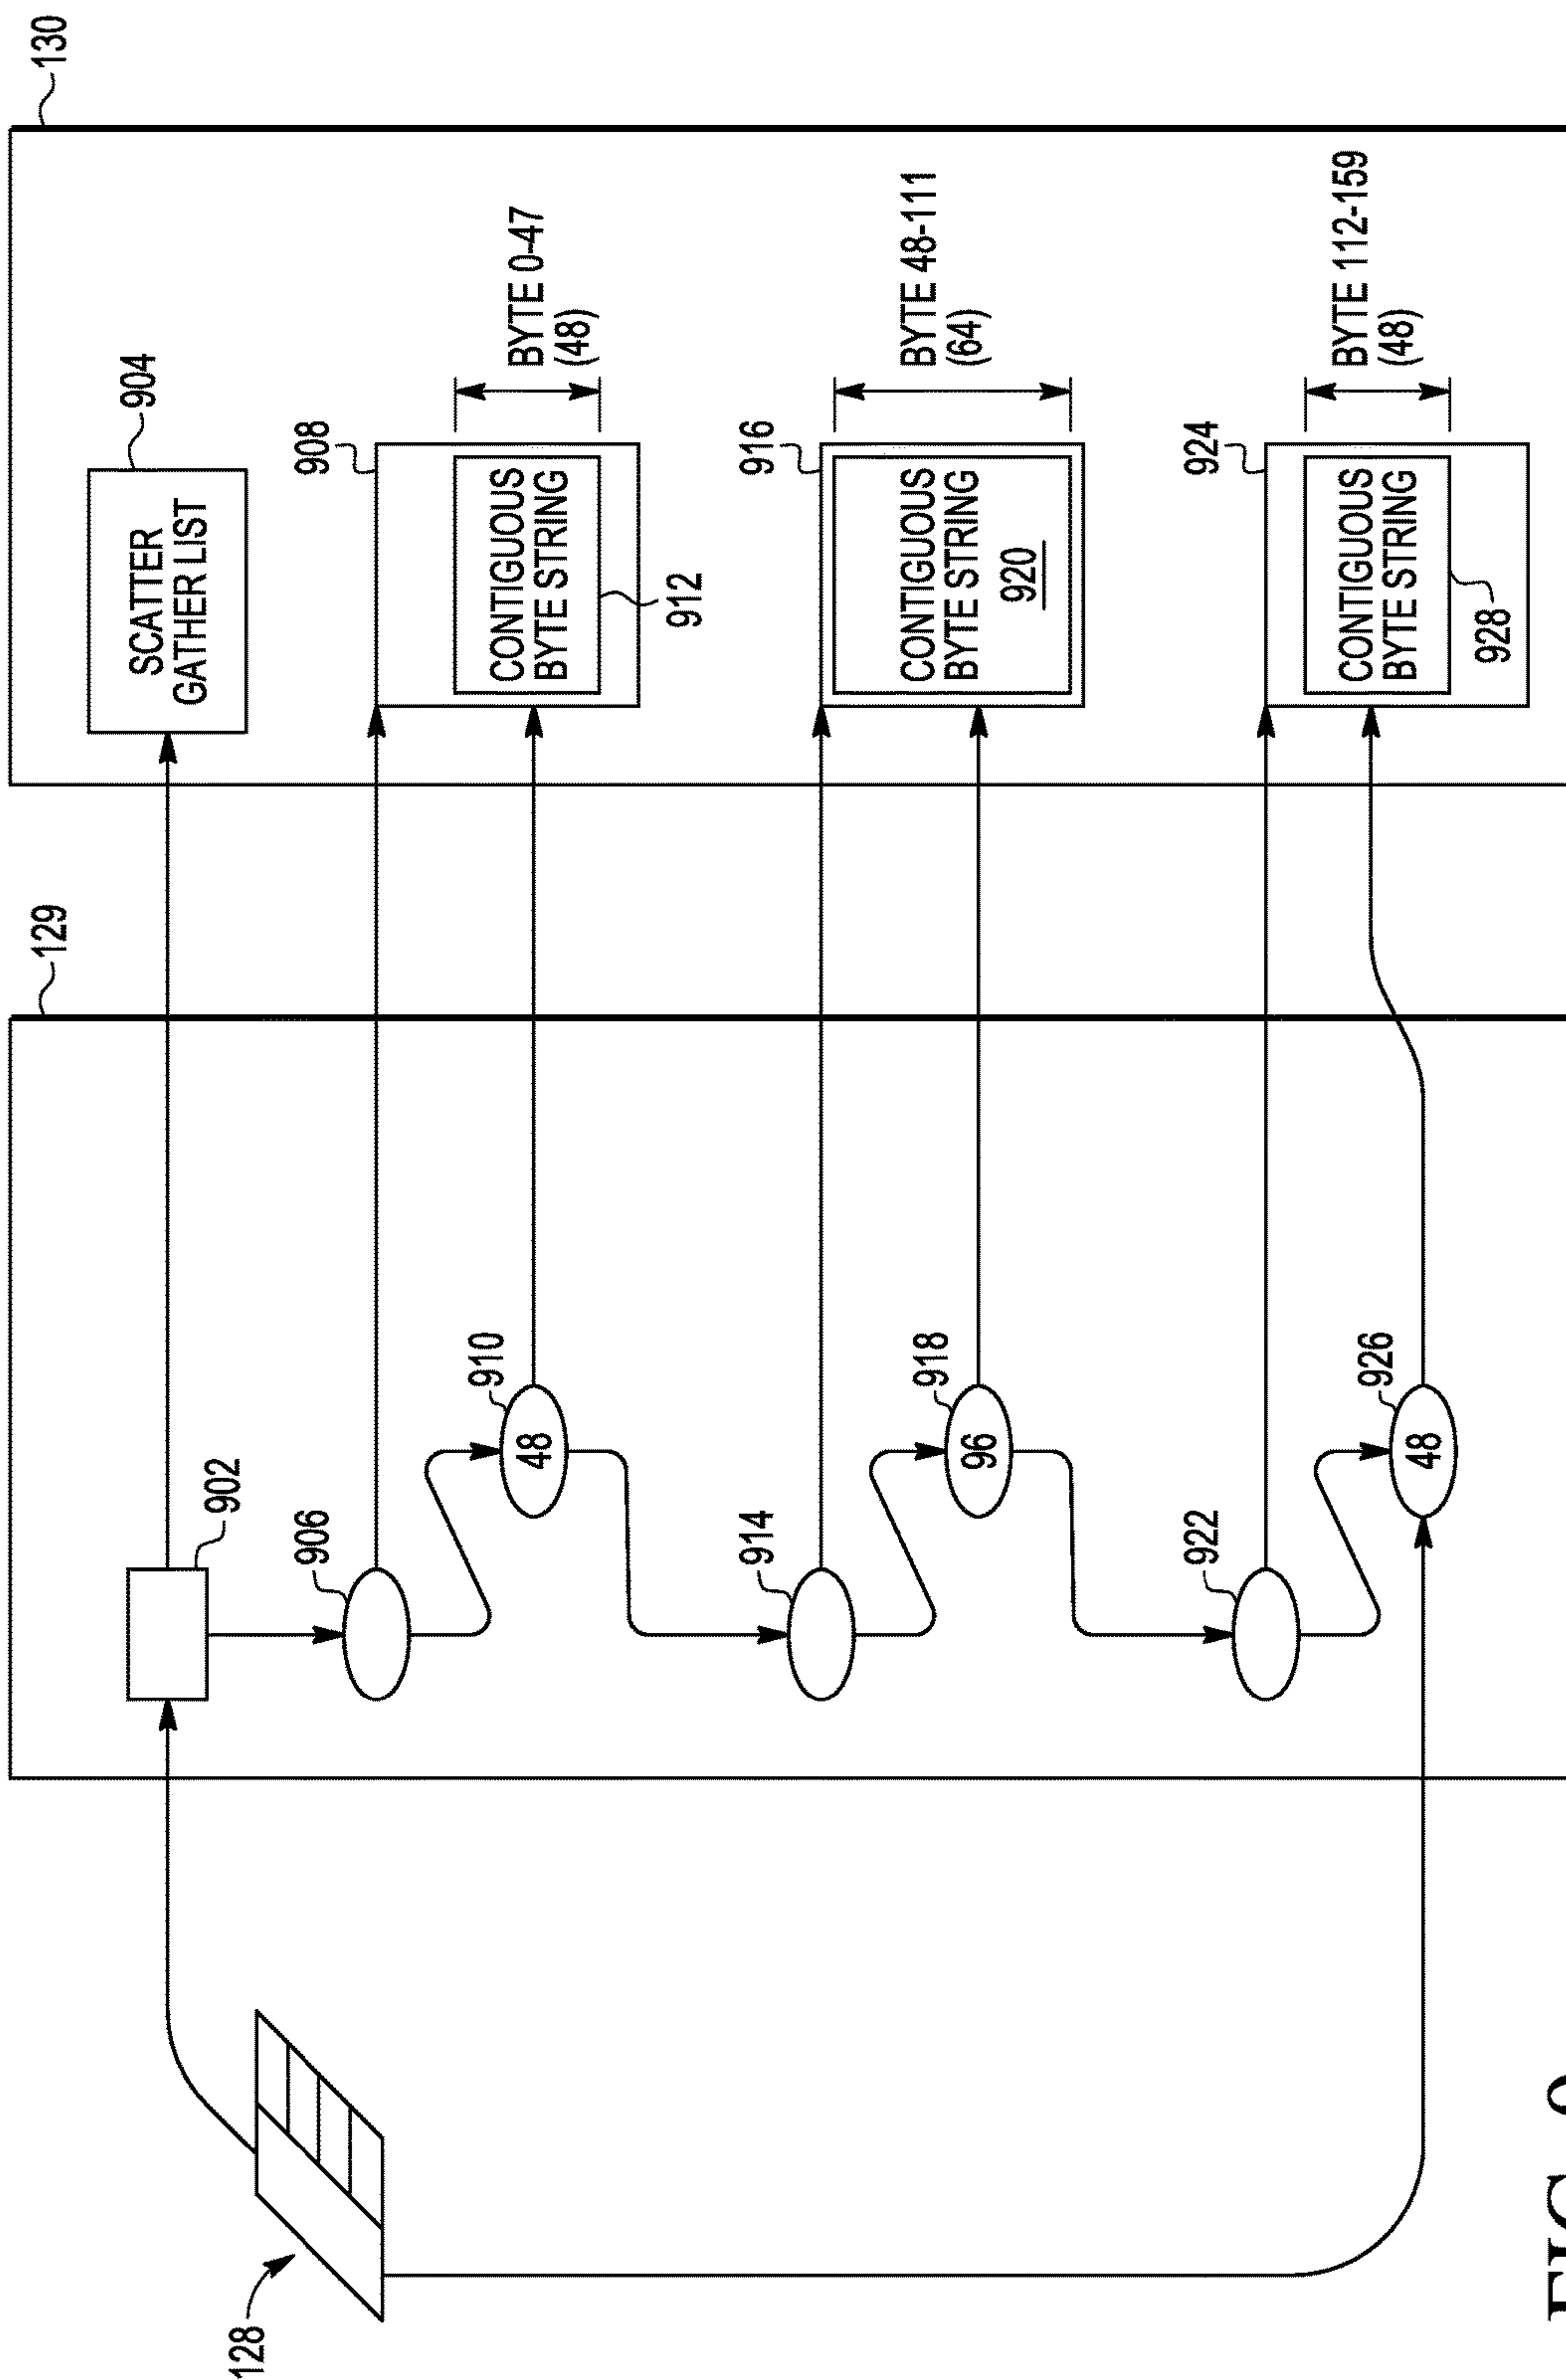 129
130
904
SCATTER
GATHER LIST
902
128
906
908
910
48
CONTIGUOUS
BYTE STRING
BYTE 0-47
(48)
912
914
916
918
96
CONTIGUOUS
BYTE STRING
920
BYTE 48-111
(64)
922
924
926
48
CONTIGUOUS
BYTE STRING
BYTE 112-159
(48)
928